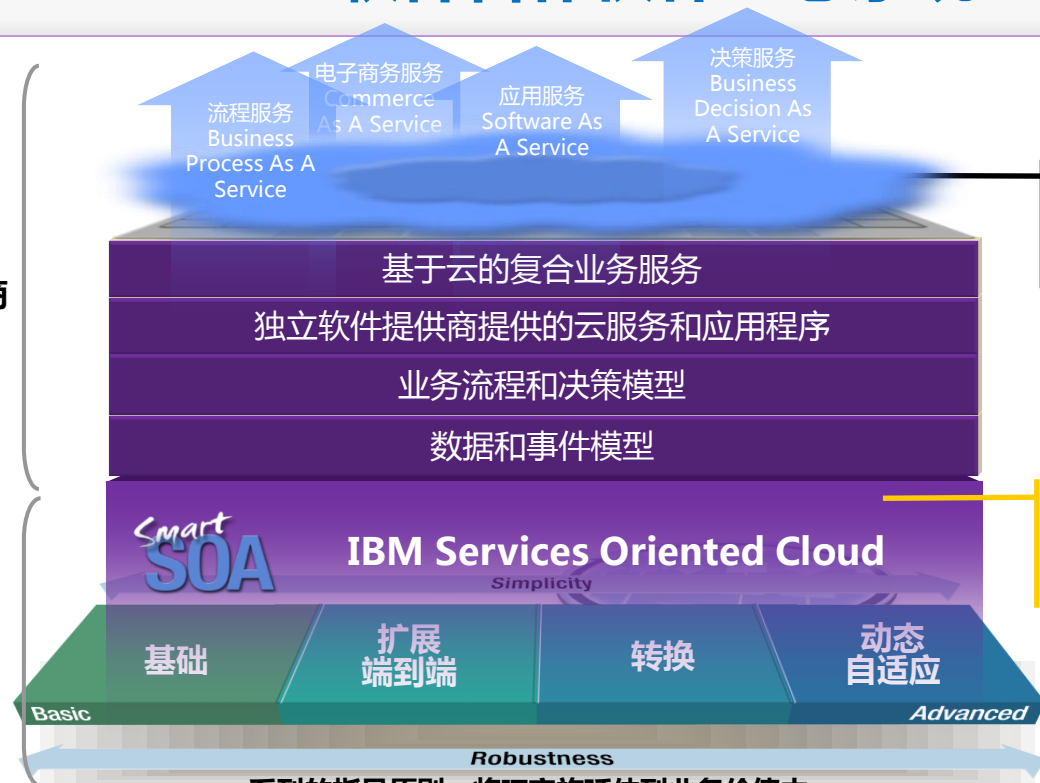 电子商务服务
Commerce
As A Service
决策服务
Business
Decision As
A Service
流程服务
Business
Process As A
Service
应用服务
Software As
A Service
基于云的复合业务服务
独立软件提供商提供的云服务和应用程序
业务流程和决策模型
数据和事件模型
Smart
SOA
IBM Services Oriented Cloud
Simplicity
基础
扩展
端到端
转换
动态
自适应
Basic
Advanced
Robustness